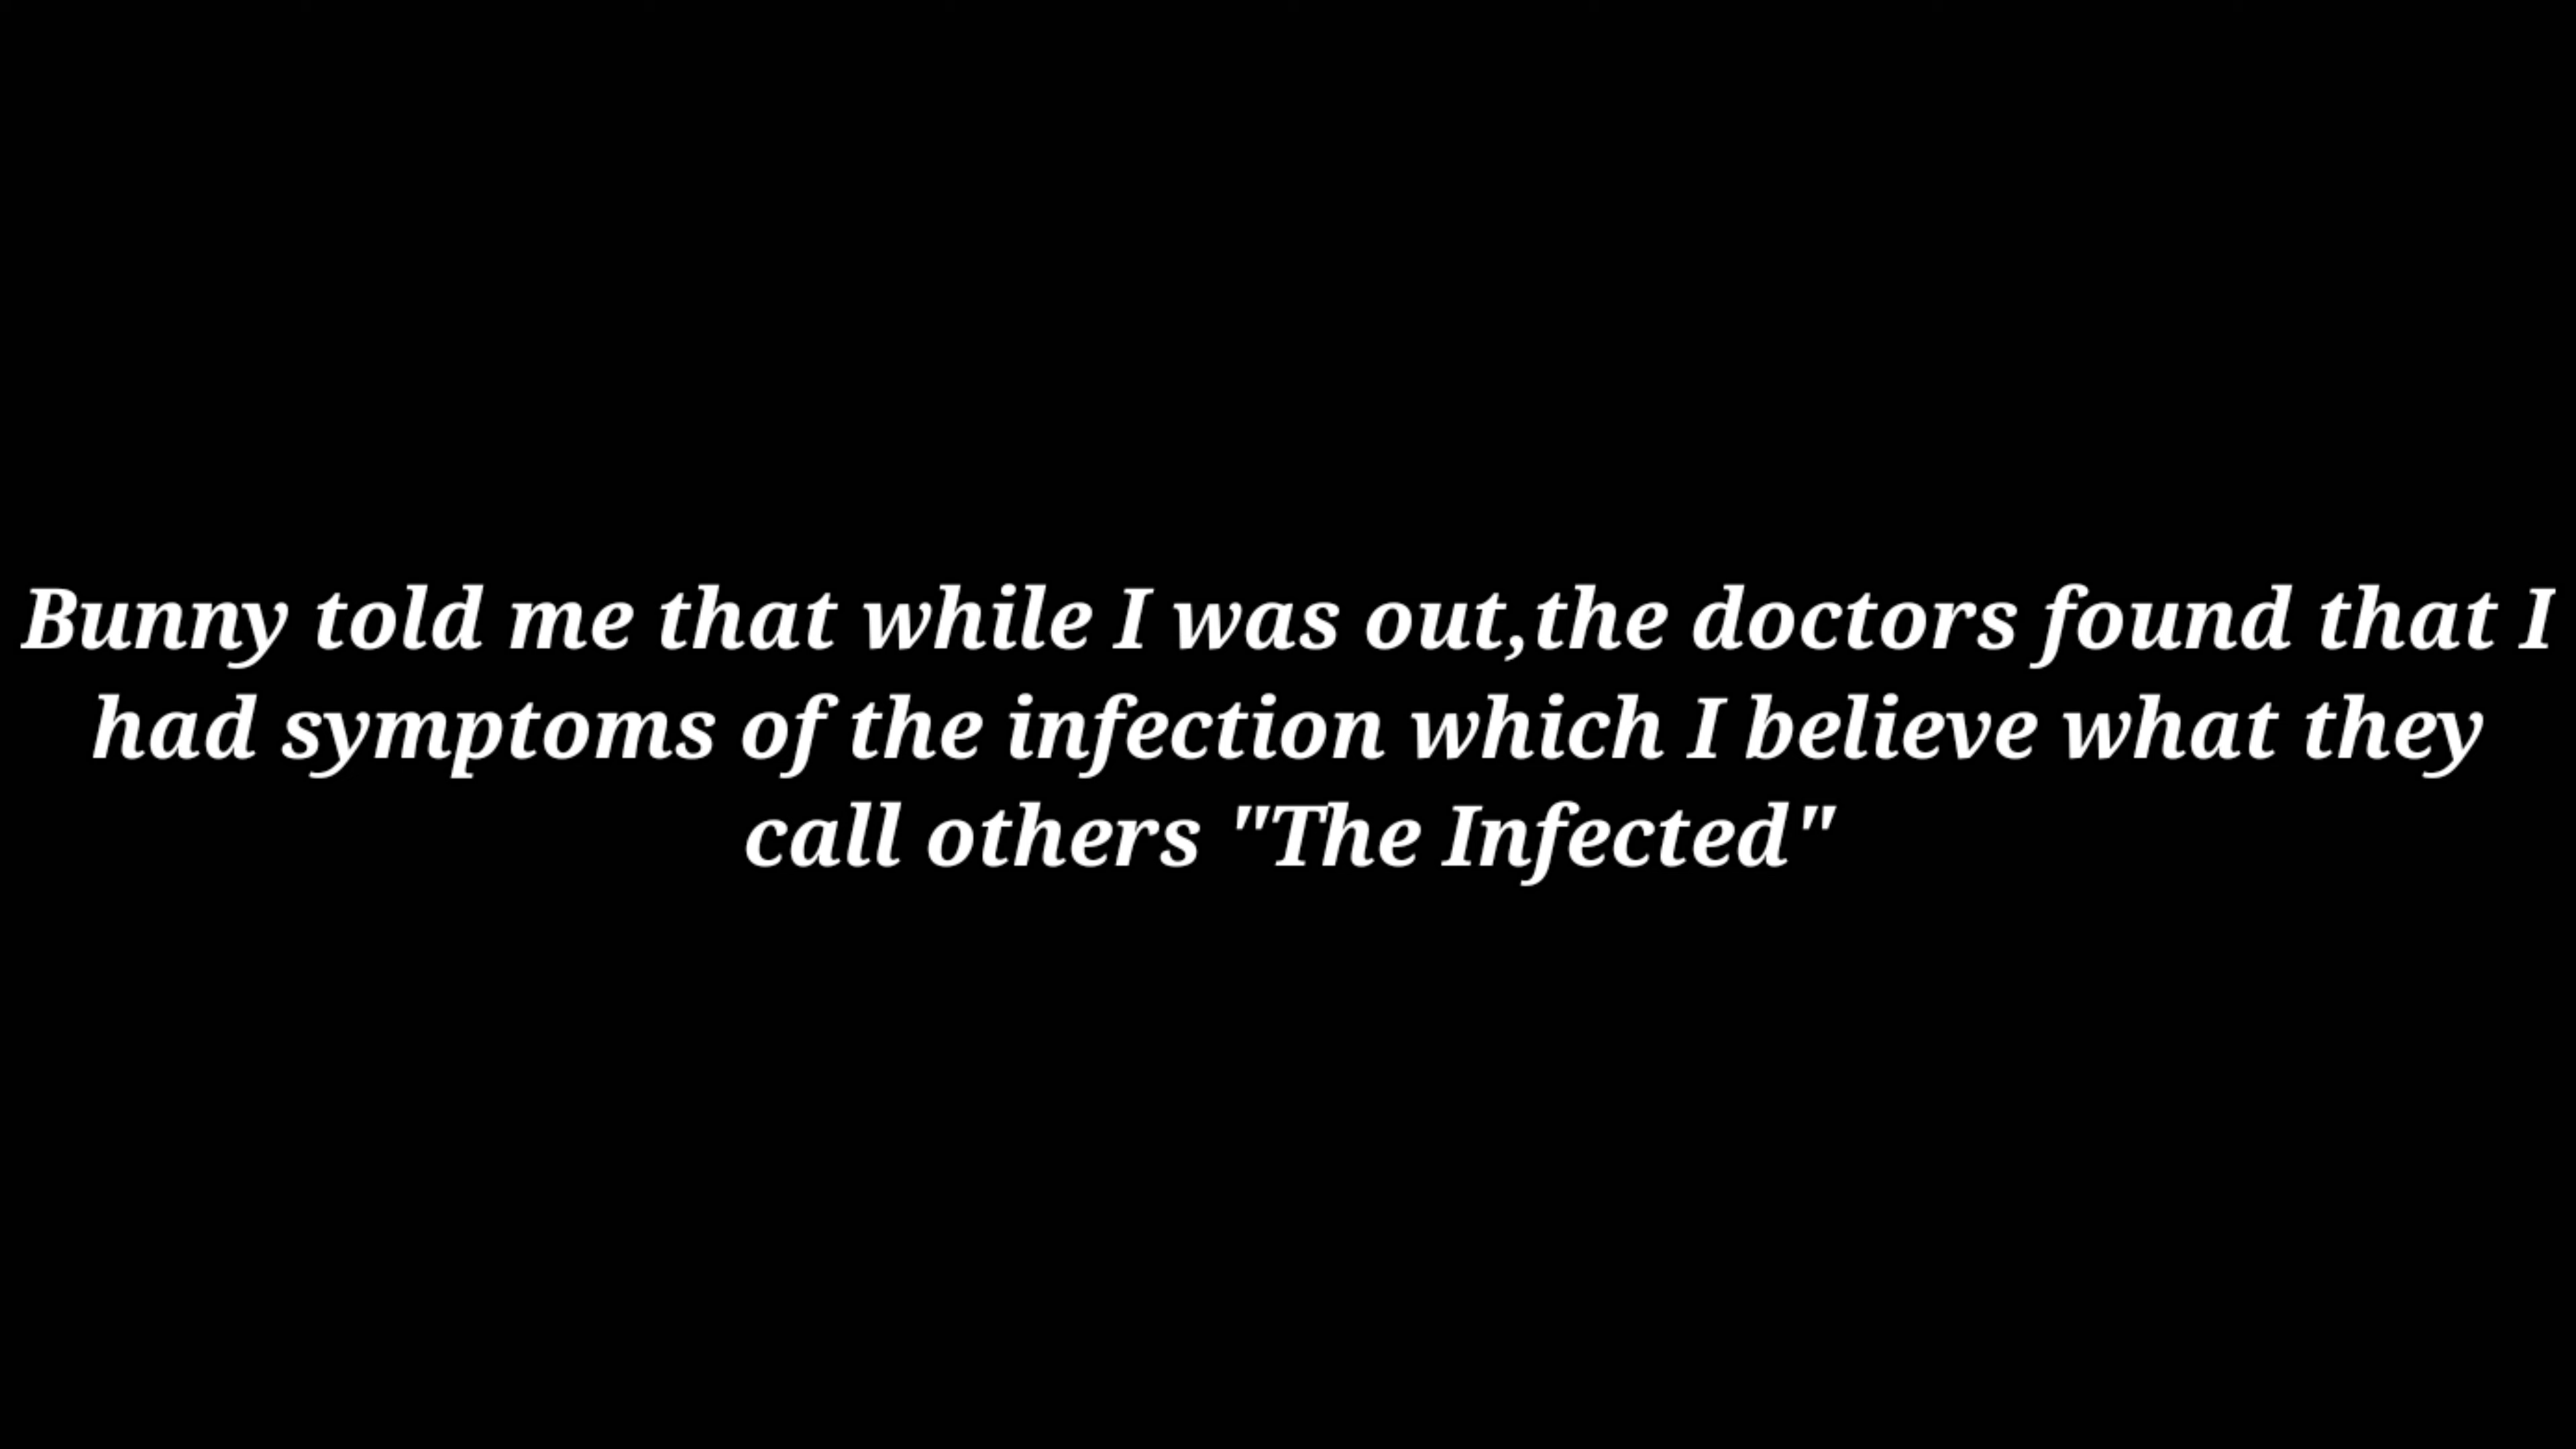 Bunny told me that while I was out,the doctors found that I
had symptoms of the infection which I believe what they
call others "The Infected"